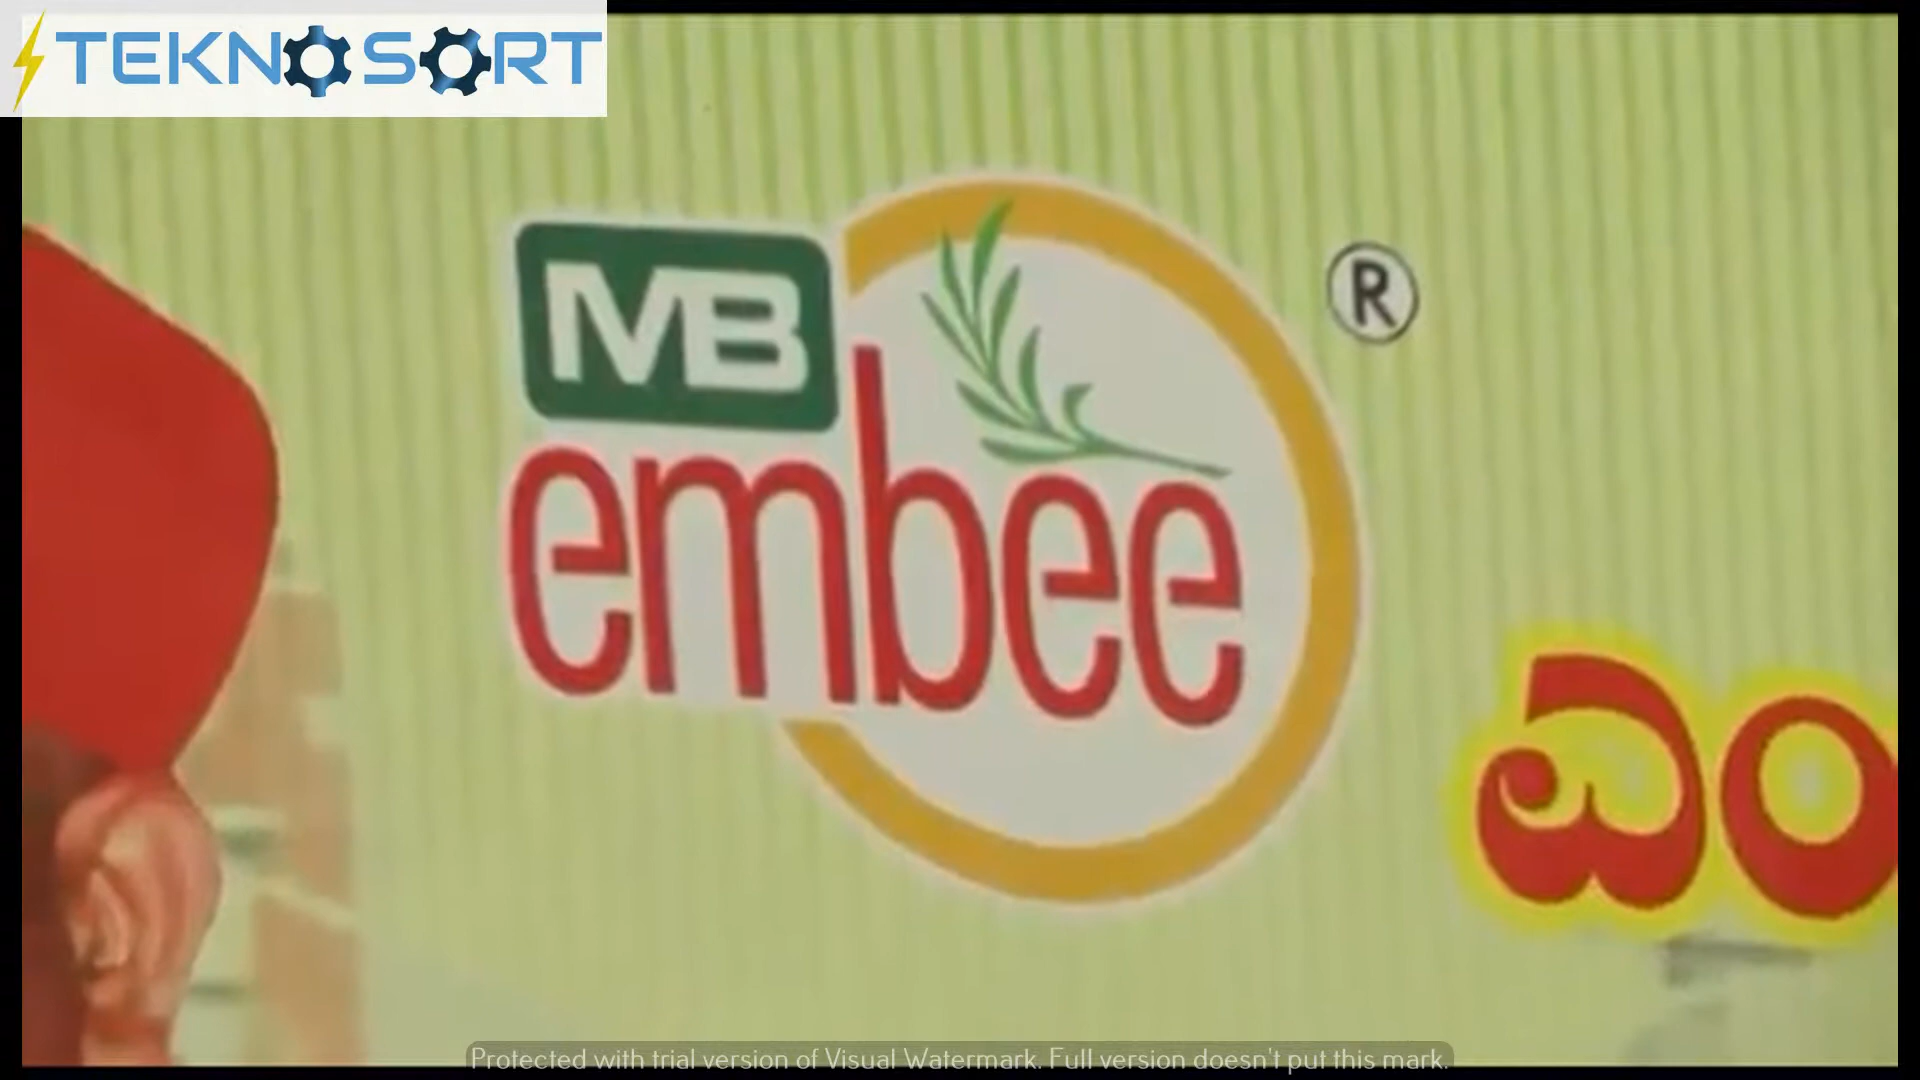 TEKNOSORT
MB
embee
®
ಎಂ
Protected with trial version of Visual Watermark. Full version doesn't put this mark.